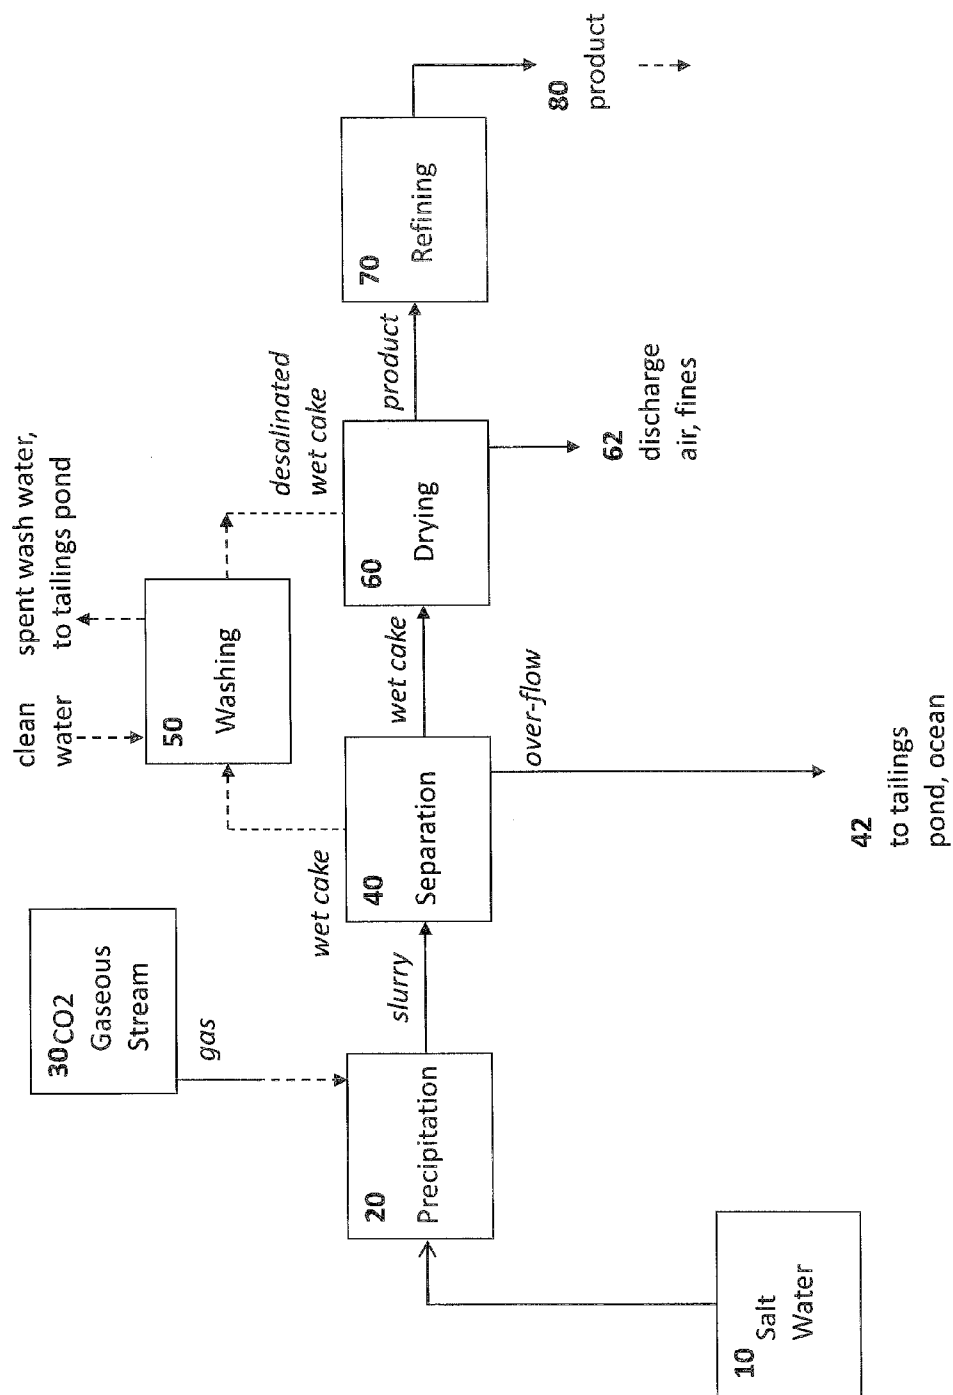 10
Salt
Water
20
Precipitation
30CO2
Gaseous
Stream
gas
slurry
40
Separation
wet cake
wet cake
over-flow
42
to tailings
pond, ocean
clean
water
spent wash water,
to tailings pond
50
Washing
desalinated
wet cake
60
Drying
62
discharge
air, fines
product
70
Refining
80
product